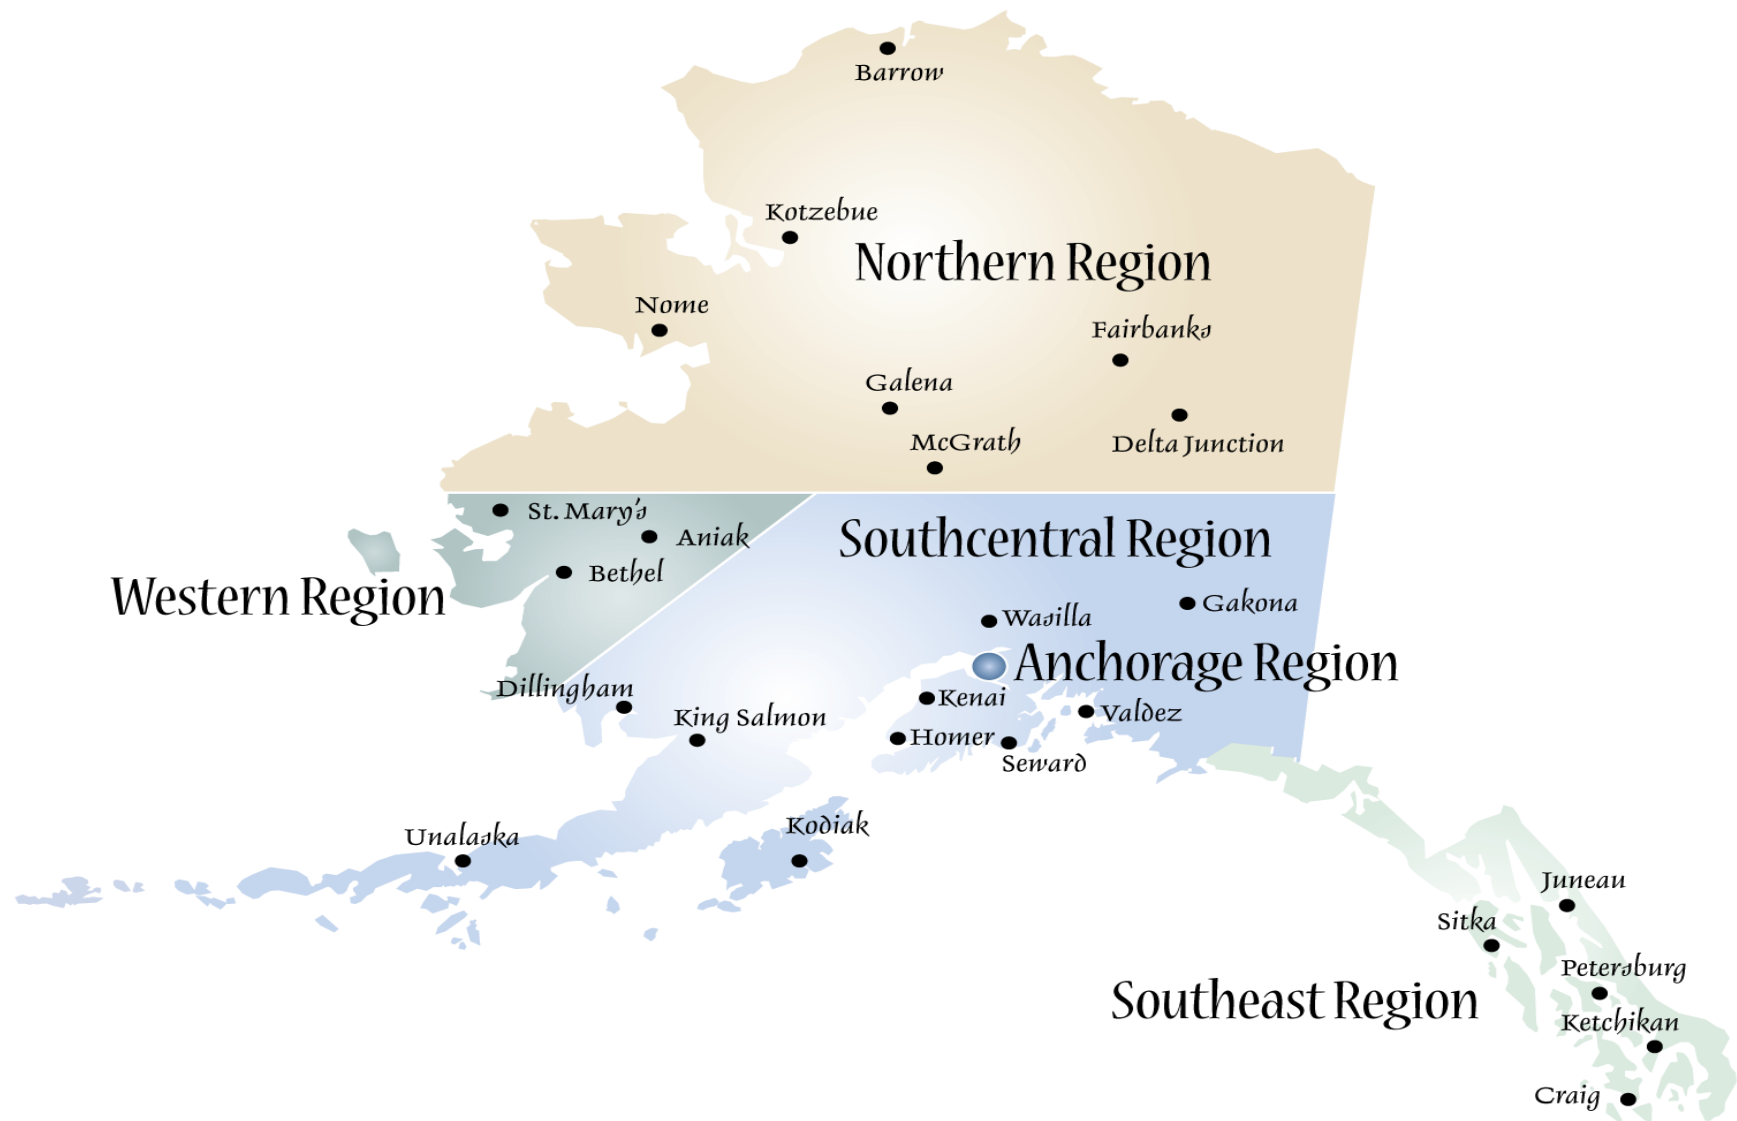 Barrow
Kotzebue
Northern Region
Nome
Fairbanks
Galena
McGrath
Delta Junction
St. Mary's
Aniak
Southcentral Region
Bethel
Western Region
Gakona
Wasilla
Anchorage Region
Dillingham
Kenai
King Salmon
Valdez
Homer
Seward
Kodiak
Unalaska
Juneau
Sitka
Petersburg
Southeast Region
Ketchikan
Craig